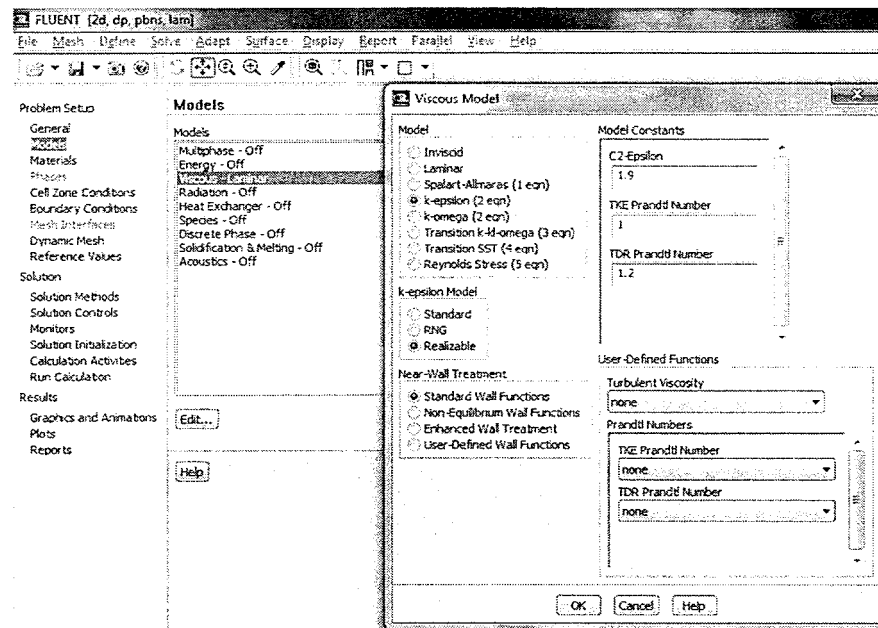 FLUENT [2d, dp, pbns, lam]
File Mesh Define Solve Adapt Surface Display Report Parallel View Help
Problem Setup
General
Models
Materials
Phases
Cell Zone Conditions
Boundary Conditions
Mesh Interfaces
Dynamic Mesh
Reference Values
Solution
Solution Methods
Solution Controls
Monitors
Solution Initialization
Calculation Activities
Run Calculation
Results
Graphics and Animations
Plots
Reports
Models
Models
Multiphase - Off
Energy - Off
Viscous - Laminar
Radiation - Off
Heat Exchanger - Off
Species - Off
Discrete Phase - Off
Solidification & Melting - Off
Acoustics - Off
Edit...
Help
Viscous Model
Model
Inviscid
Laminar
Spalart-Allmaras (1 eqn)
k-epsilon (2 eqn)
k-omega (2 eqn)
Transition k-kl-omega (3 eqn)
Transition SST (4 eqn)
Reynolds Stress (5 eqn)
k-epsilon Model
Standard
RNG
Realizable
Near-Wall Treatment
Standard Wall Functions
Non-Equilibrium Wall Functions
Enhanced Wall Treatment
User-Defined Wall Functions
Model Constants
C2-Epsilon
1.9
TKE Prandtl Number
1
TDR Prandtl Number
1.2
User-Defined Functions
Turbulent Viscosity
none
Prandtl Numbers
TKE Prandtl Number
none
TDR Prandtl Number
none
OK Cancel Help